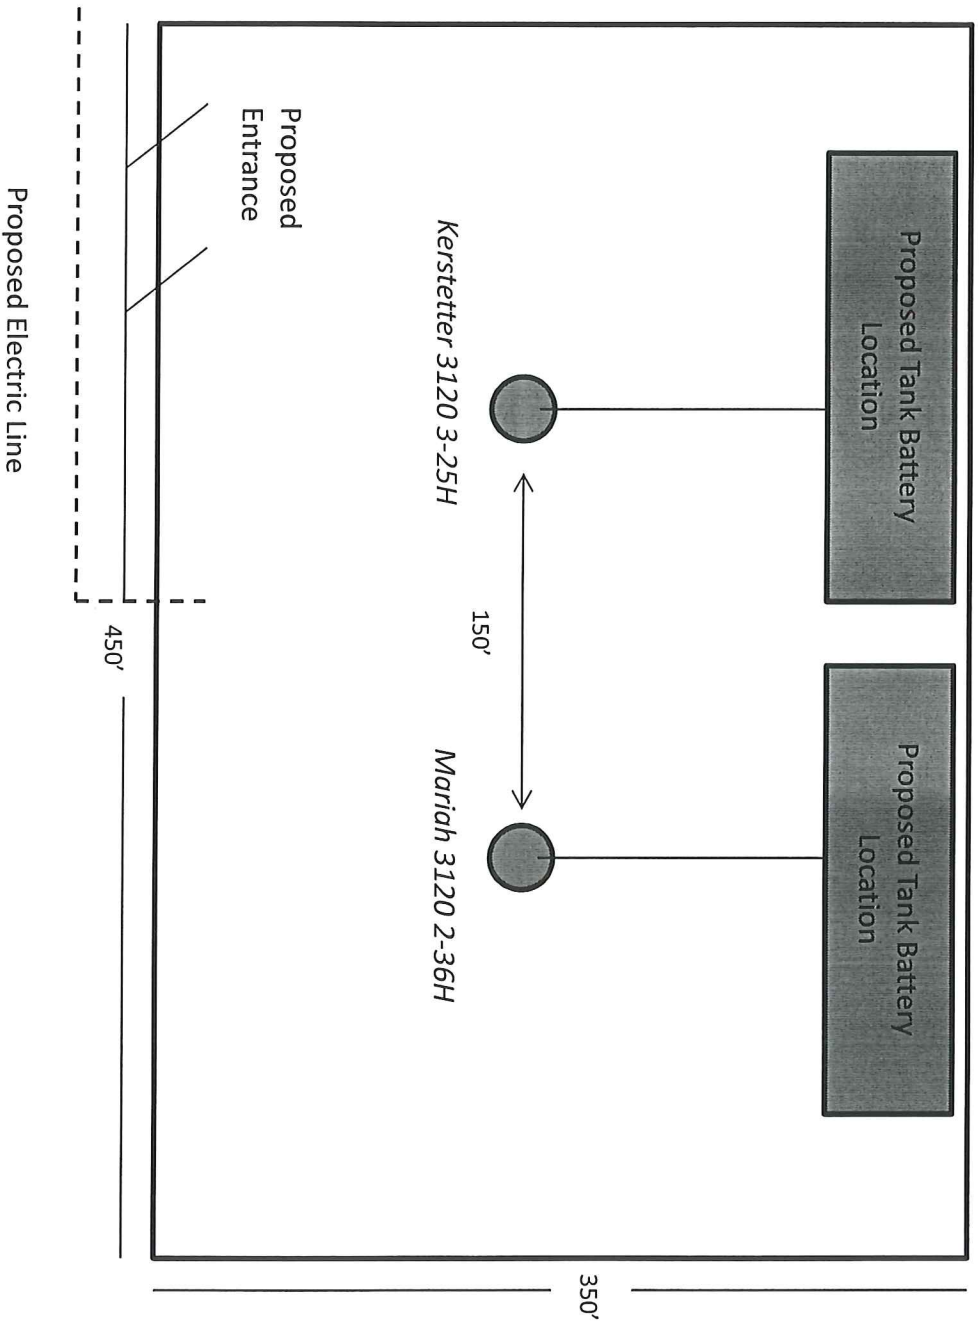 Proposed Tank Battery
Location
Proposed Tank Battery
Location
Kerstetter 3120 3-25H
150’
Mariah 3120 2-36H
Proposed
Entrance
450’
350’
Proposed Electric Line